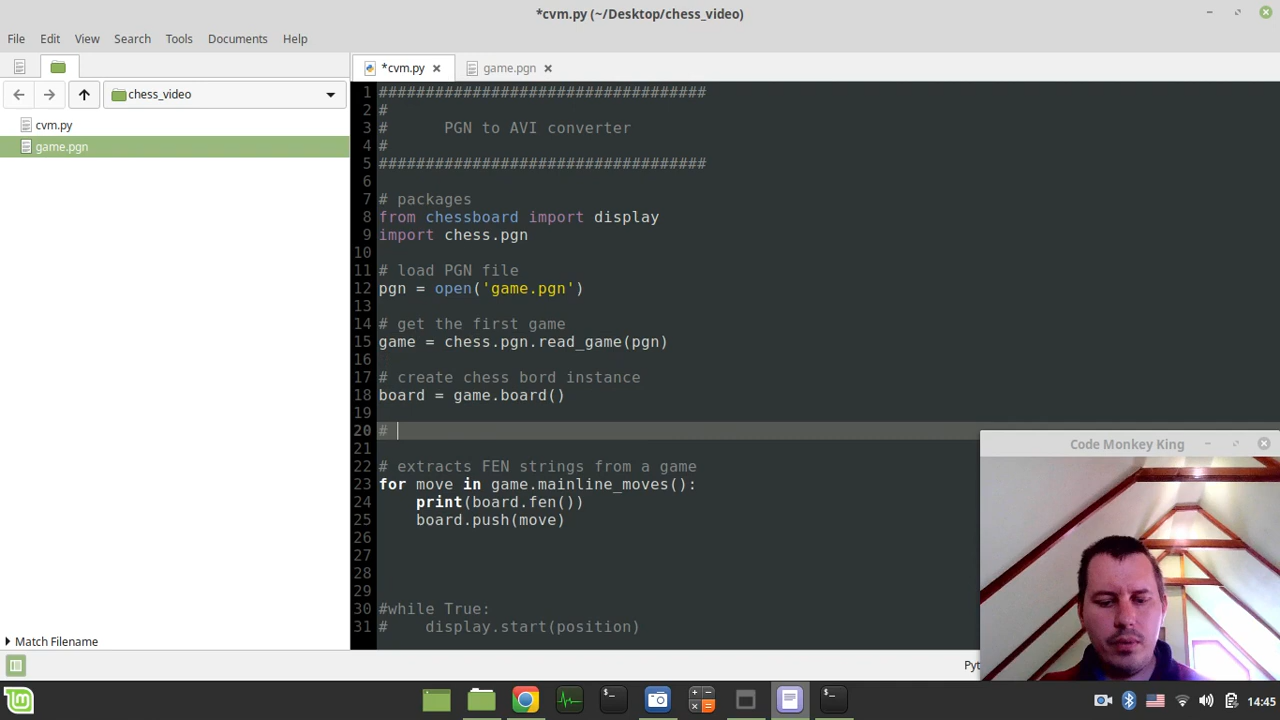 *cvm.py (~/Desktop/chess_video)
File Edit View Search Tools Documents Help
*cvm.py game.pgn
chess_video
cvm.py
game.pgn
1 ###################################
2 #
3 #      PGN to AVI converter
4 #
5 ###################################
6
7 # packages
8 from chessboard import display
9 import chess.pgn
10
11 # load PGN file
12 pgn = open('game.pgn')
13
14 # get the first game
15 game = chess.pgn.read_game(pgn)
16
17 # create chess bord instance
18 board = game.board()
19
20 #
21
22 # extracts FEN strings from a game
23 for move in game.mainline_moves():
24     print(board.fen())
25     board.push(move)
26
27
28
29
30 #while True:
31 #    display.start(position)
Code Monkey King
Match Filename
Pyt
14:45